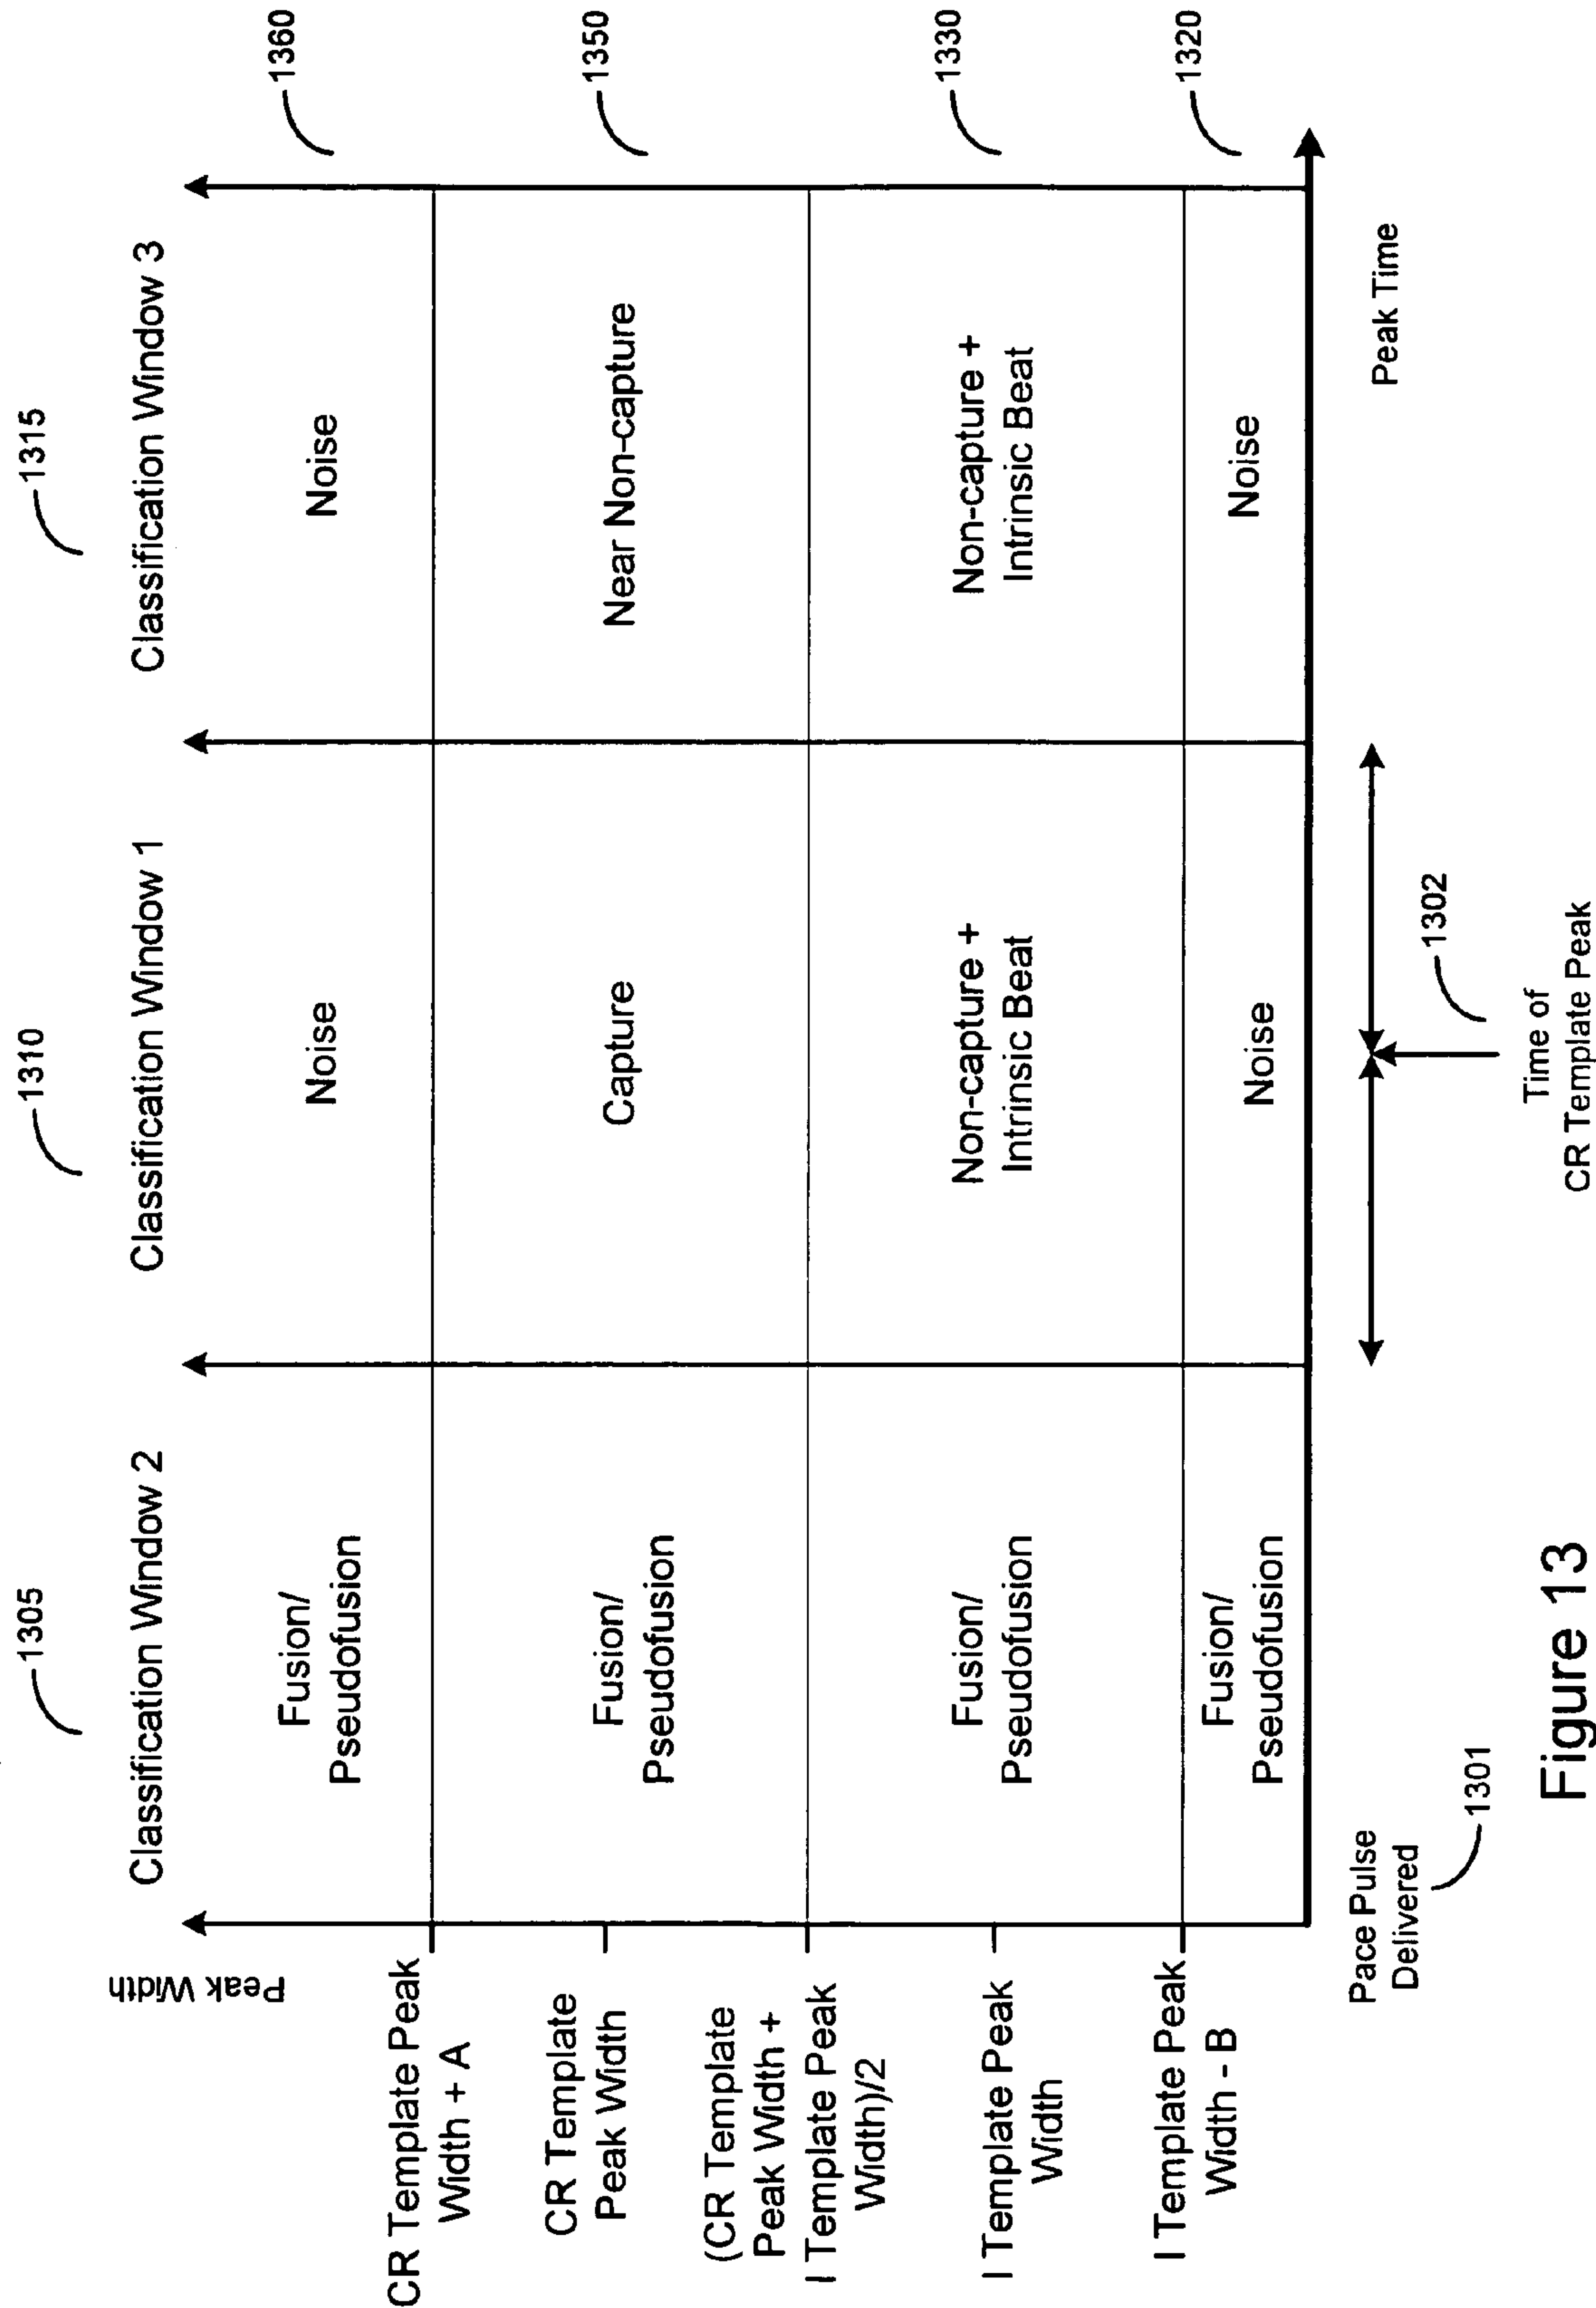 1305
1310
1315
Classification Window 2
Classification Window 1
Classification Window 3
Peak Width
CR Template Peak
Width + A
Fusion/
Pseudofusion
Noise
Noise
1360
CR Template
Peak Width
Fusion/
Pseudofusion
Capture
Near Non-capture
1350
(CR Template
Peak Width +
I Template Peak
Width)/2
I Template Peak
Width
Fusion/
Pseudofusion
Non-capture +
Intrinsic Beat
Non-capture +
Intrinsic Beat
1330
I Template Peak
Width - B
Fusion/
Pseudofusion
Noise
Noise
1320
Pace Pulse
Delivered
1301
Peak Time
1302
Time of
CR Template Peak
Figure 13